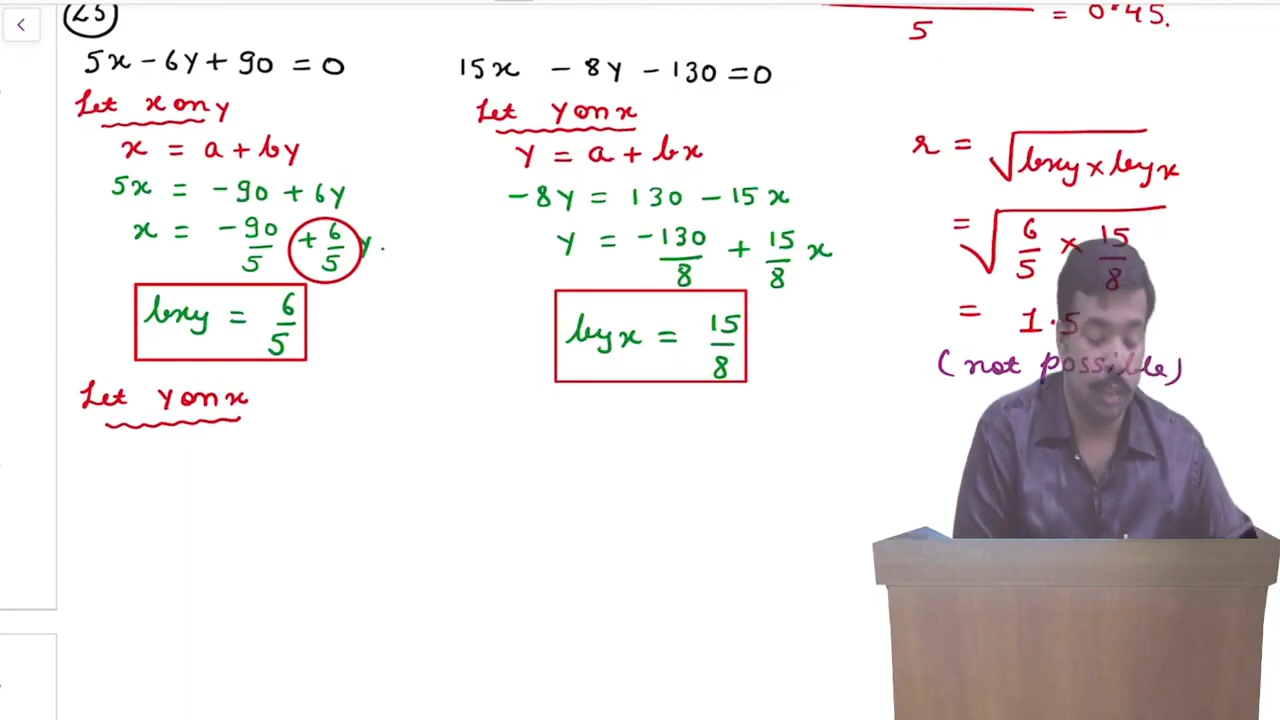 25
5x - 6y + 90 = 0
Let x on y
x = a + by
5x = -90 + 6y
x = -90/5 + 6/5 y.
bxy = 6/5
Let y on x
15x - 8y - 130 = 0
Let y on x
y = a + bx
-8y = 130 - 15x
y = -130/8 + 15/8 x
byx = 15/8
5 = 0.45.
r = √bxy × byx
= √6/5 × 15/8
= 1.5
(not possible)